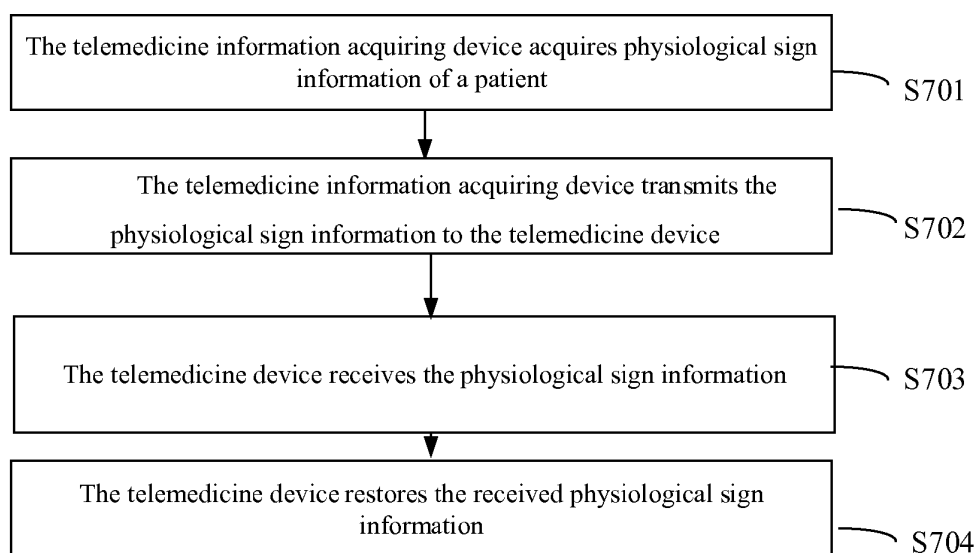 The telemedicine information acquiring device acquires physiological sign
information of a patient
S701
The telemedicine information acquiring device transmits the
physiological sign information to the telemedicine device
S702
The telemedicine device receives the physiological sign information
S703
The telemedicine device restores the received physiological sign
information
S704